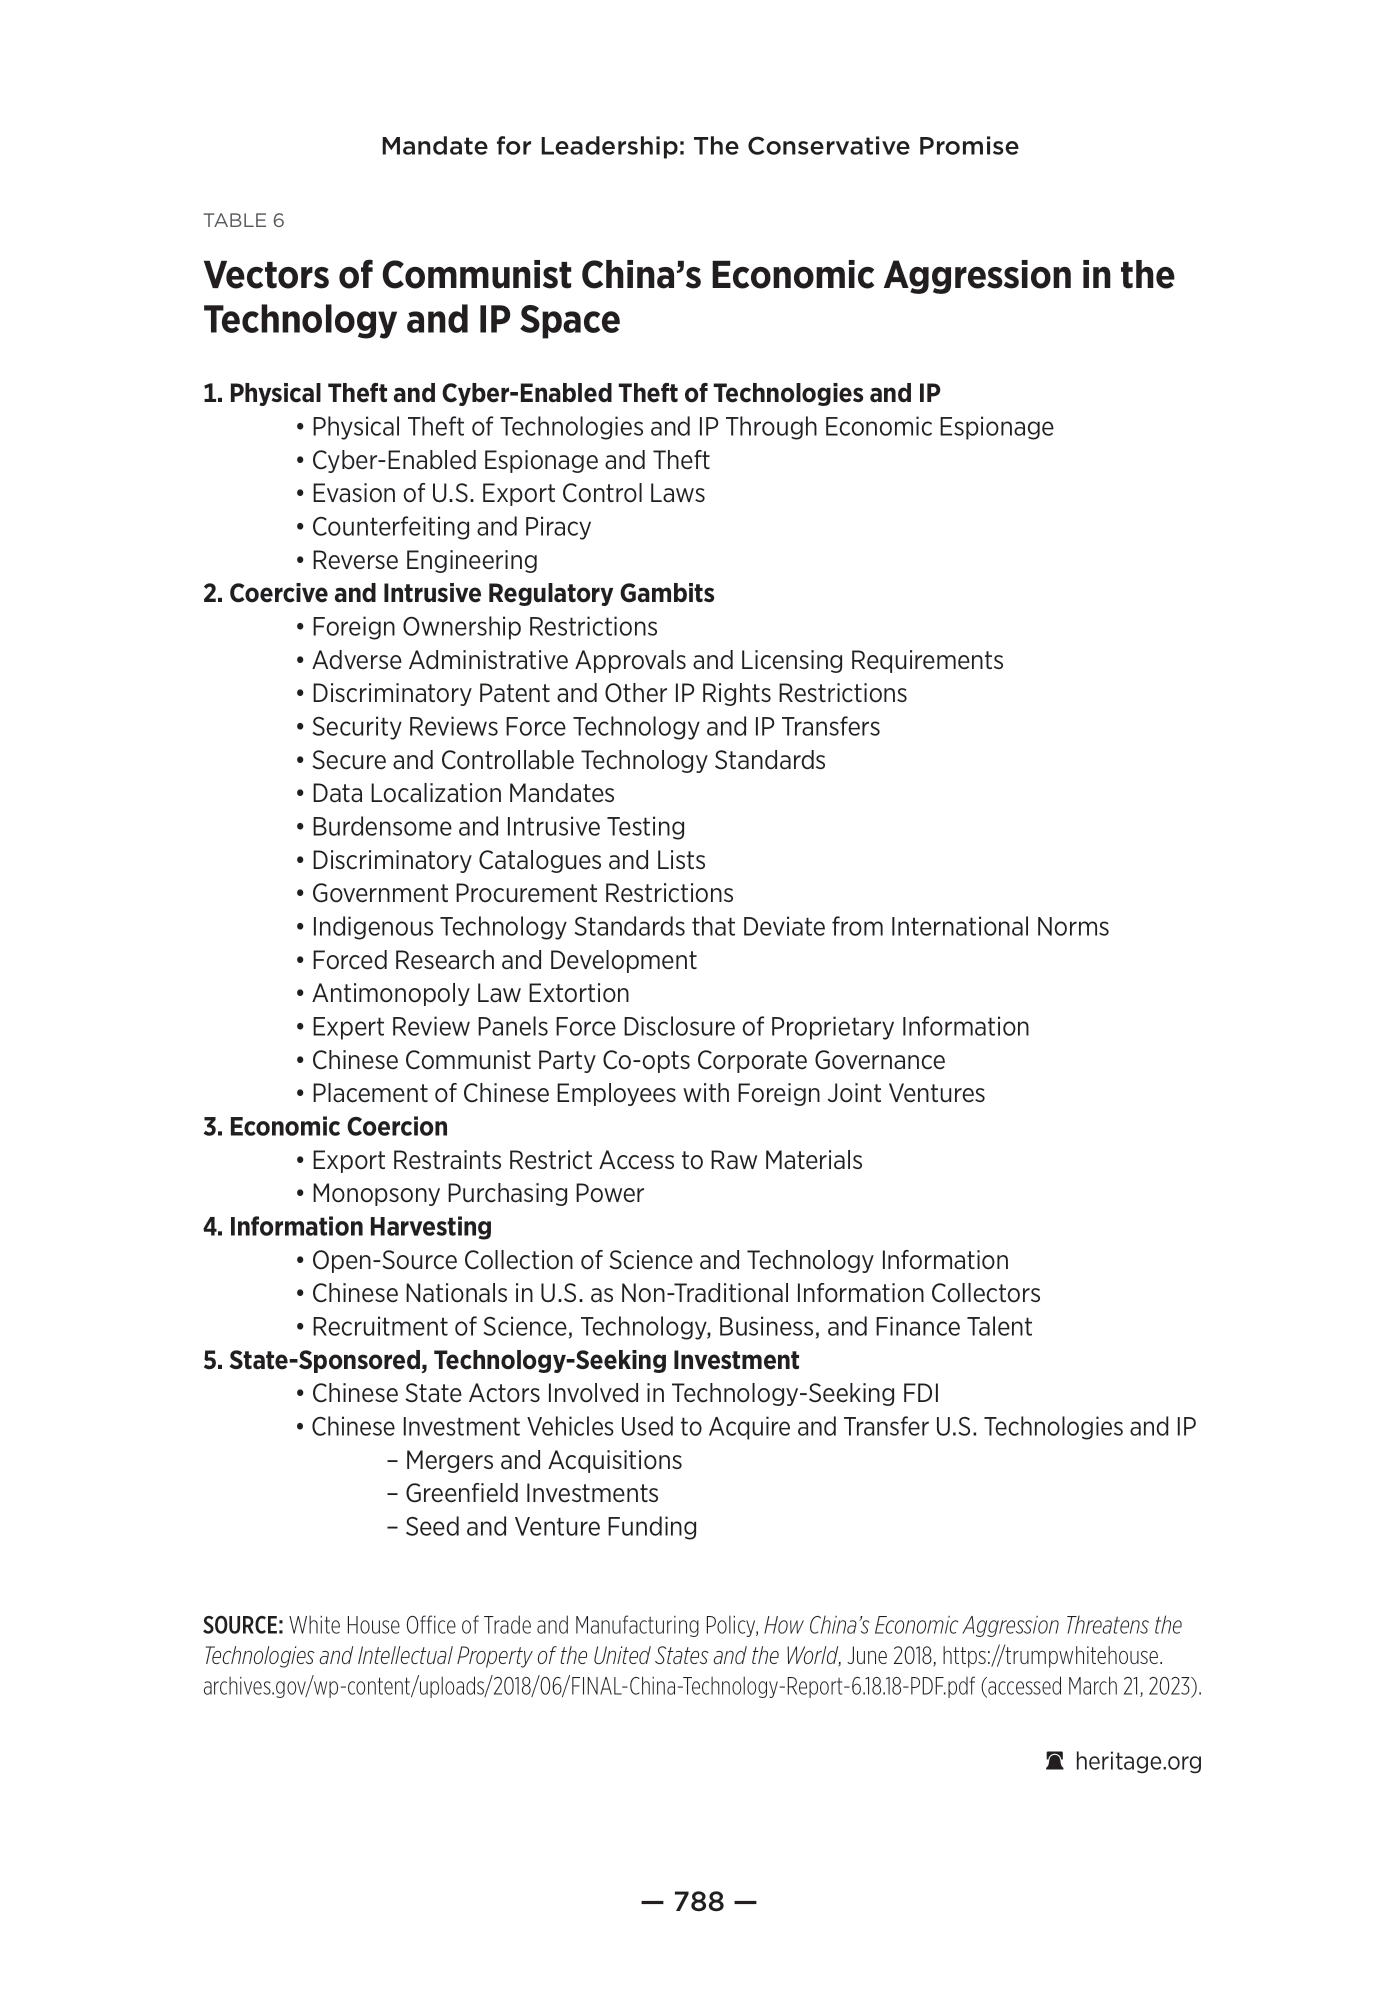 Mandate for Leadership: The Conservative Promise
TABLE 6
Vectors of Communist China’s Economic Aggression in the
Technology and IP Space
1. Physical Theft and Cyber-Enabled Theft of Technologies and IP
• Physical Theft of Technologies and IP Through Economic Espionage
• Cyber-Enabled Espionage and Theft
• Evasion of U.S. Export Control Laws
• Counterfeiting and Piracy
• Reverse Engineering
2. Coercive and Intrusive Regulatory Gambits
• Foreign Ownership Restrictions
• Adverse Administrative Approvals and Licensing Requirements
• Discriminatory Patent and Other IP Rights Restrictions
• Security Reviews Force Technology and IP Transfers
• Secure and Controllable Technology Standards
• Data Localization Mandates
• Burdensome and Intrusive Testing
• Discriminatory Catalogues and Lists
• Government Procurement Restrictions
• Indigenous Technology Standards that Deviate from International Norms
• Forced Research and Development
• Antimonopoly Law Extortion
• Expert Review Panels Force Disclosure of Proprietary Information
• Chinese Communist Party Co-opts Corporate Governance
• Placement of Chinese Employees with Foreign Joint Ventures
3. Economic Coercion
• Export Restraints Restrict Access to Raw Materials
• Monopsony Purchasing Power
4. Information Harvesting
• Open-Source Collection of Science and Technology Information
• Chinese Nationals in U.S. as Non-Traditional Information Collectors
• Recruitment of Science, Technology, Business, and Finance Talent
5. State-Sponsored, Technology-Seeking Investment
• Chinese State Actors Involved in Technology-Seeking FDI
• Chinese Investment Vehicles Used to Acquire and Transfer U.S. Technologies and IP
– Mergers and Acquisitions
– Greenfield Investments
– Seed and Venture Funding
SOURCE: White House Office of Trade and Manufacturing Policy, How China’s Economic Aggression Threatens the
Technologies and Intellectual Property of the United States and the World, June 2018, https://trumpwhitehouse.
archives.gov/wp-content/uploads/2018/06/FINAL-China-Technology-Report-6.18.18-PDF.pdf (accessed March 21, 2023).
heritage.org
— 788 —